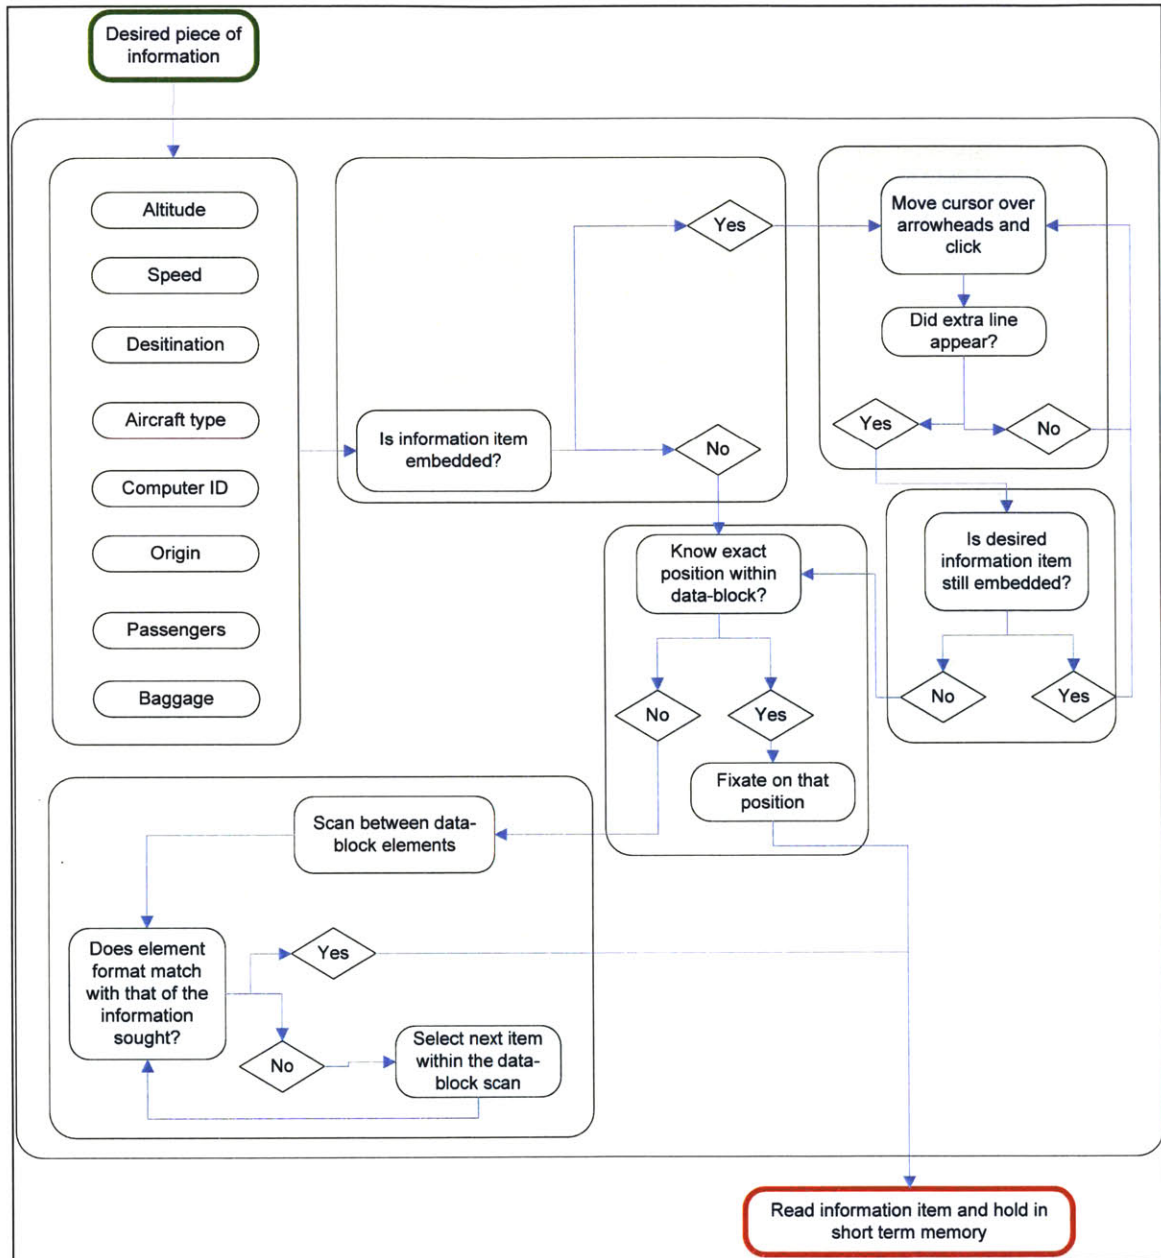 Desired piece of
information
Altitude
Speed
Desitination
Aircraft type
Computer ID
Origin
Passengers
Baggage
Is information item
embedded?
Yes
No
Move cursor over
arrowheads and
click
Did extra line
appear?
Yes
No
Is desired
information item
still embedded?
No
Yes
Know exact
position within
data-block?
No
Yes
Fixate on that
position
Scan between data-
block elements
Does element
format match
with that of the
information
sought?
Yes
No
Select next item
within the data-
block scan
Read information item and hold in
short term memory